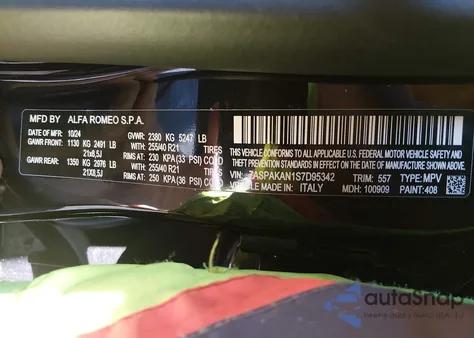 MFD BY ALFA ROMEO S.P.A.
DATE OF MFR: 10/24 GVWR: 2380 KG 5247 LB
GAWR FRONT: 1130 KG 2491 LB WITH: 255/40 R21
21x8,5J RIMS AT: 230 KPA (33 PSI) COLD
GAWR REAR: 1350 KG 2976 LB WITH: 255/40 R21
21X8,5J RIMS AT: 250 KPA (36 PSI) COLD
THIS VEHICLE CONFORMS TO ALL APPLICABLE U.S.A. FEDERAL MOTOR VEHICLE SAFETY, BUMPER AND THEFT PREVENTION STANDARDS IN EFFECT ON THE DATE OF MANUFACTURE SHOWN ABOVE.
VIN: ZASPAKAN1S7D95342 TRIM: 557 TYPE: MPV
VEHICLE MADE IN: ITALY MDH: 100909 PAINT: 408
autoSnap